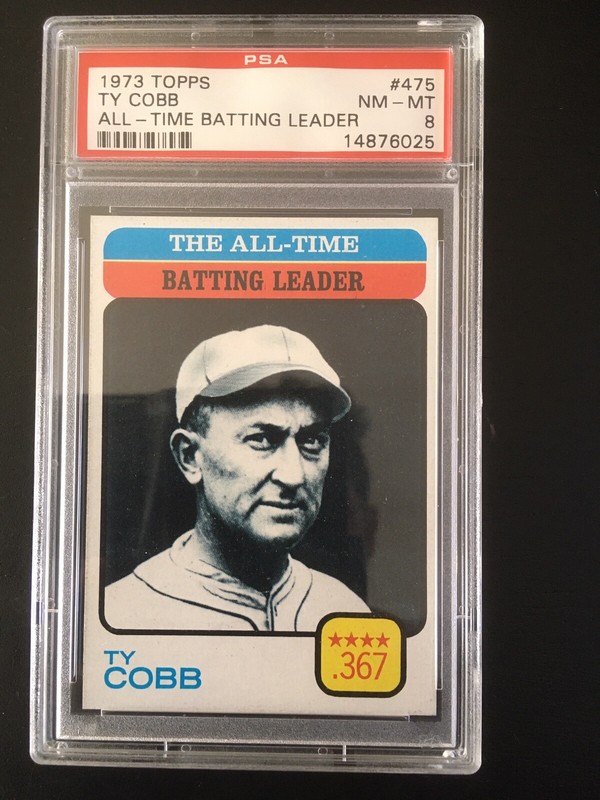 PSA
1973 TOPPS #475
TY COBB NM – MT
ALL – TIME BATTING LEADER 8
14876025
THE ALL-TIME
BATTING LEADER
TY
COBB
★★★★
.367